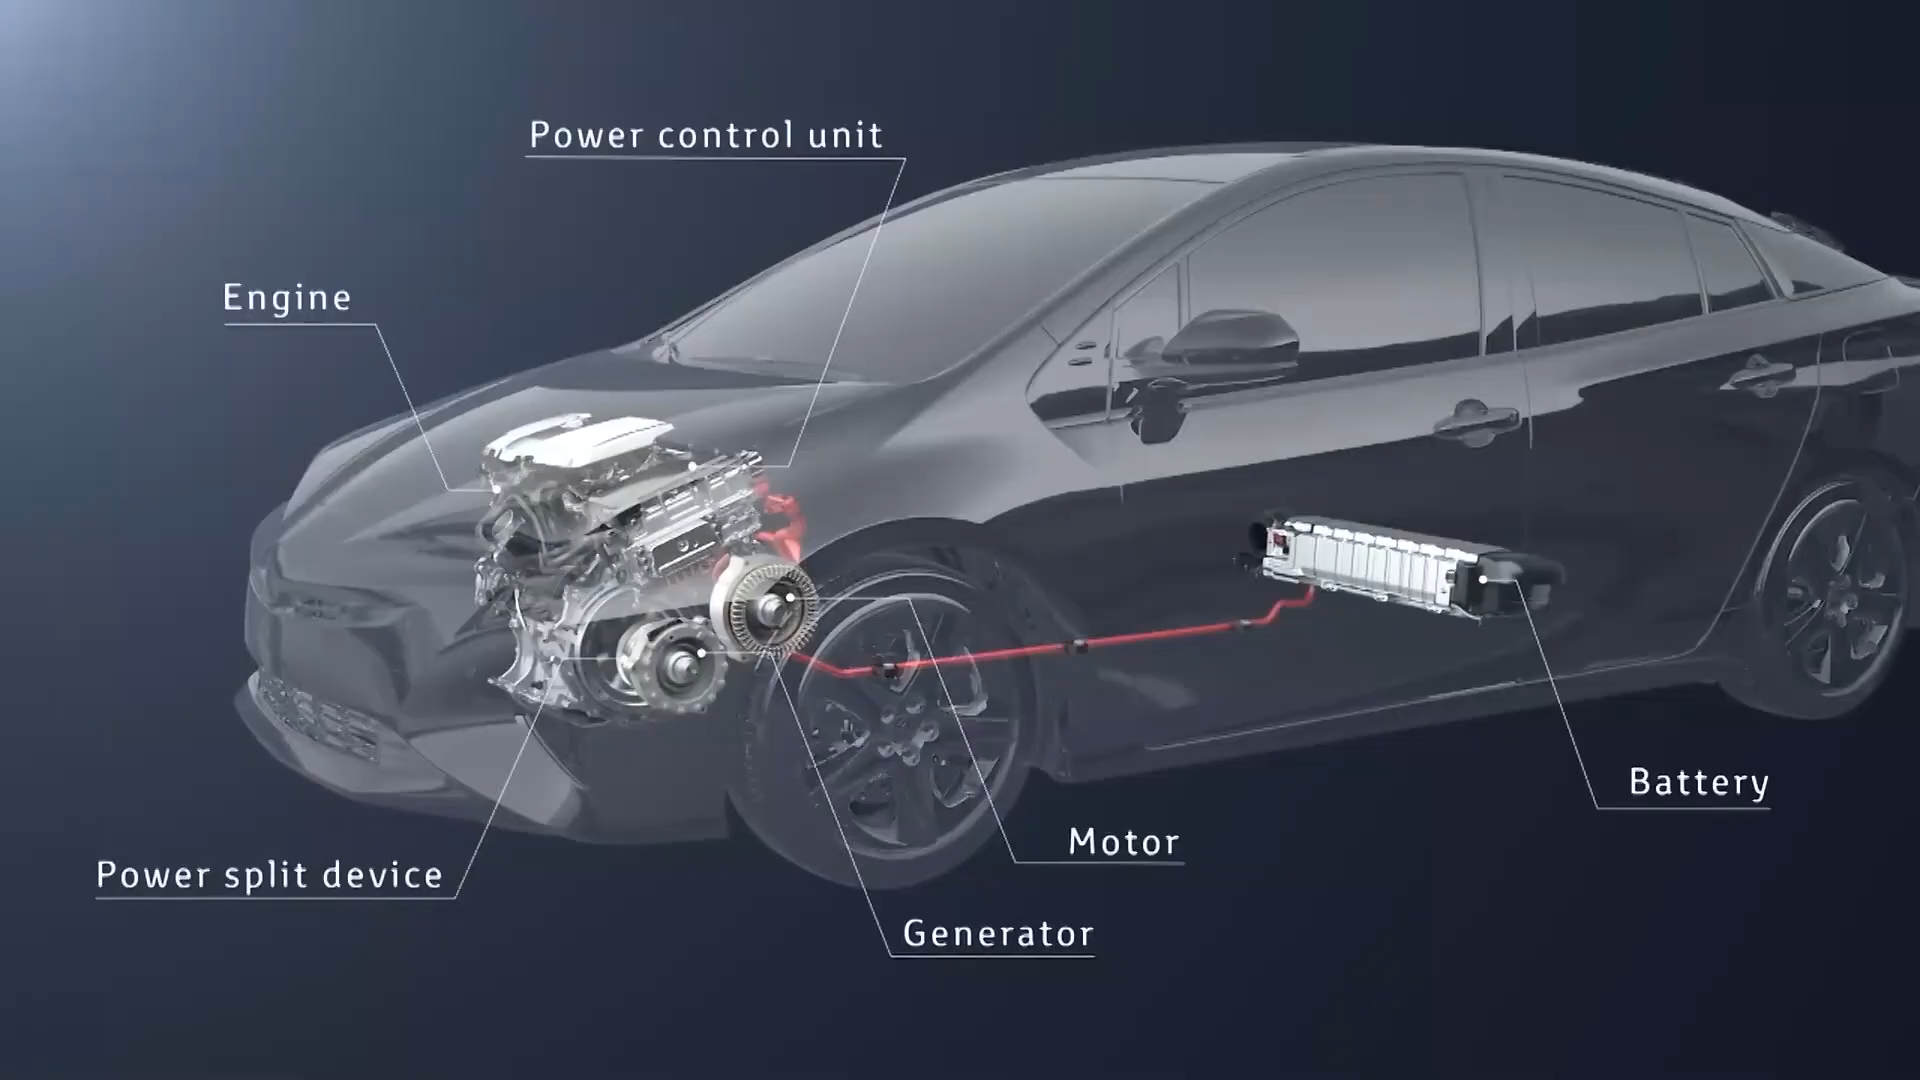 Power control unit
Engine
Battery
Motor
Power split device
Generator